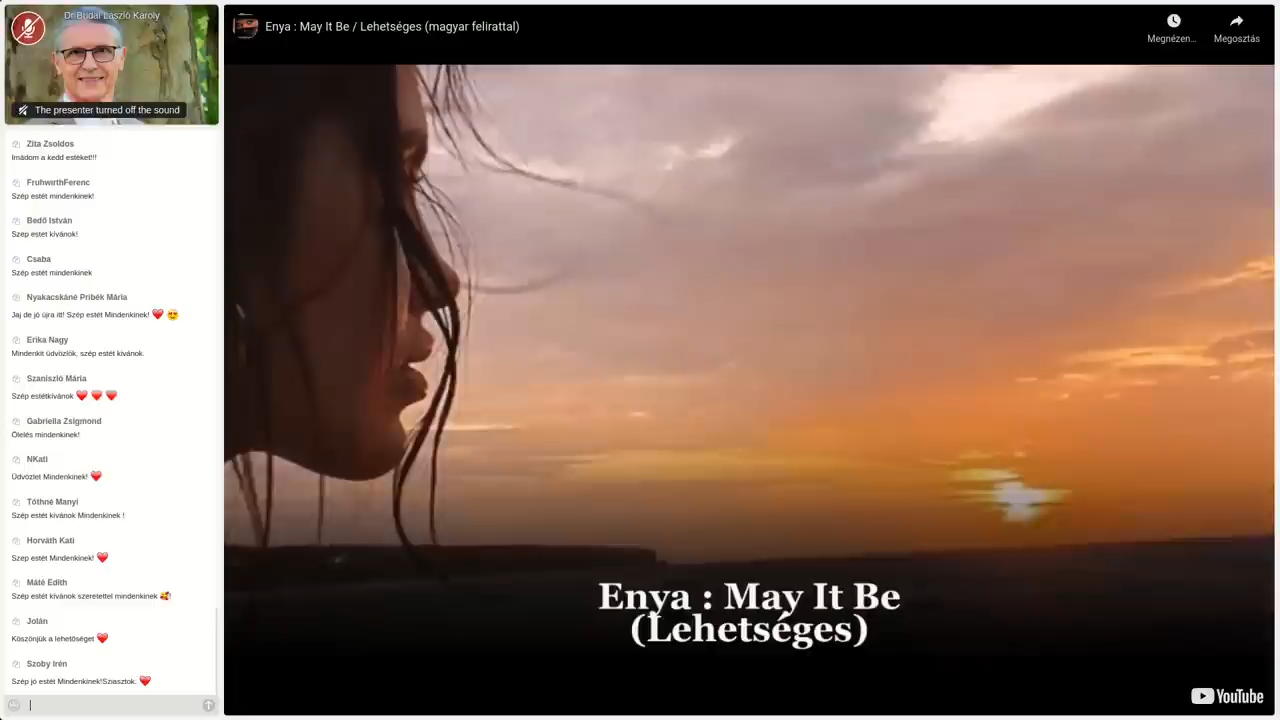 Dr Budai László Károly
The presenter turned off the sound
Zita Zsoldos
Imádom a kedd estéket!!!
FruhwirthFerenc
Szép estét mindenkinek!
Bedő István
Szép estét kívánok!
Csaba
Szép estét mindenkinek
Nyakacskáné Pribék Mária
Jaj de jó újra itt! Szép estét Mindenkinek! ❤️ 😍
Erika Nagy
Mindenkit üdvözlök, szép estét kivánok.
Szaniszló Mária
Szép estétkívánok ❤️ ❤️ ❤️
Gabriella Zsigmond
Ölelés mindenkinek!
NKati
Üdvözlet Mindenkinek! ❤️
Tóthné Manyi
Szép estét kívánok Mindenkinek !
Horváth Kati
Szep estét Mindenkinek! ❤️
Máté Edith
Szép estét kívánok szeretettel mindenkinek 🥰
Jolán
Köszönjük a lehetőséget ❤️
Szoby Irén
Szép jó estét Mindenkinek!Sziasztok. ❤️
Enya : May It Be / Lehetséges (magyar felirattal)
Megnézen...
Megosztás
Enya : May It Be
(Lehetséges)
YouTube